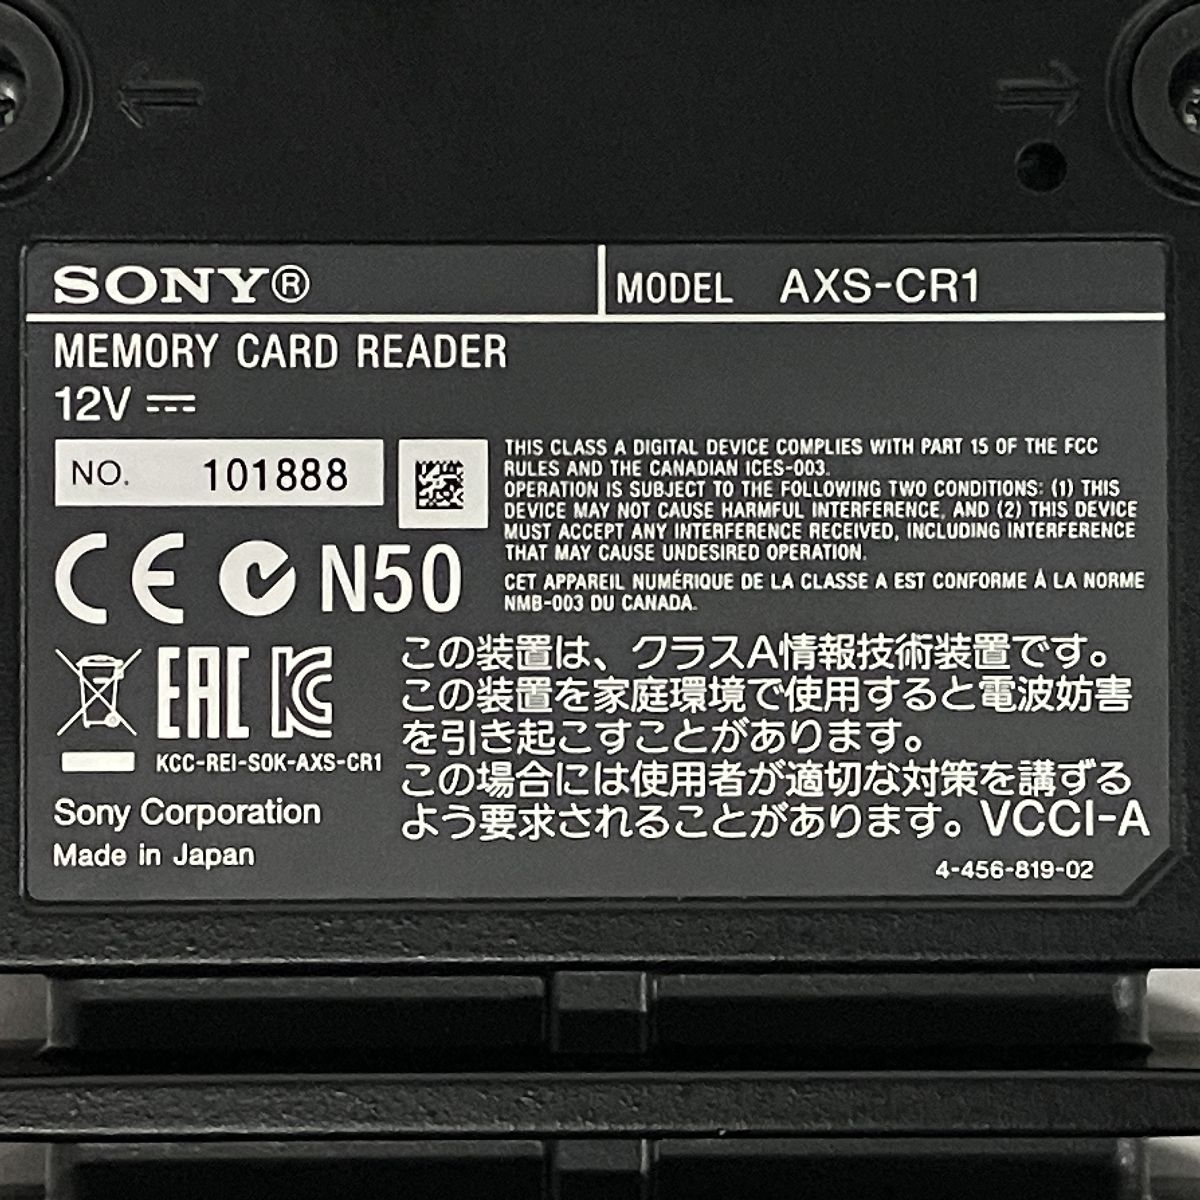 SONY® MODEL AXS-CR1
MEMORY CARD READER
12V
NO. 101888
THIS CLASS A DIGITAL DEVICE COMPLIES WITH PART 15 OF THE FCC
RULES AND THE CANADIAN ICES-003.
OPERATION IS SUBJECT TO THE FOLLOWING TWO CONDITIONS: (1) THIS
DEVICE MAY NOT CAUSE HARMFUL INTERFERENCE, AND (2) THIS DEVICE
MUST ACCEPT ANY INTERFERENCE RECEIVED, INCLUDING INTERFERENCE
THAT MAY CAUSE UNDESIRED OPERATION.
CET APPAREIL NUMÉRIQUE DE LA CLASSE A EST CONFORME À LA NORME
NMB-003 DU CANADA.
CE N50
EAC KC
KCC-REI-SOK-AXS-CR1
この装置は、クラスA情報技術装置です。
この装置を家庭環境で使用すると電波妨害
を引き起こすことがあります。
この場合には使用者が適切な対策を講ずる
よう要求されることがあります。VCCI-A
Sony Corporation
Made in Japan
4-456-819-02